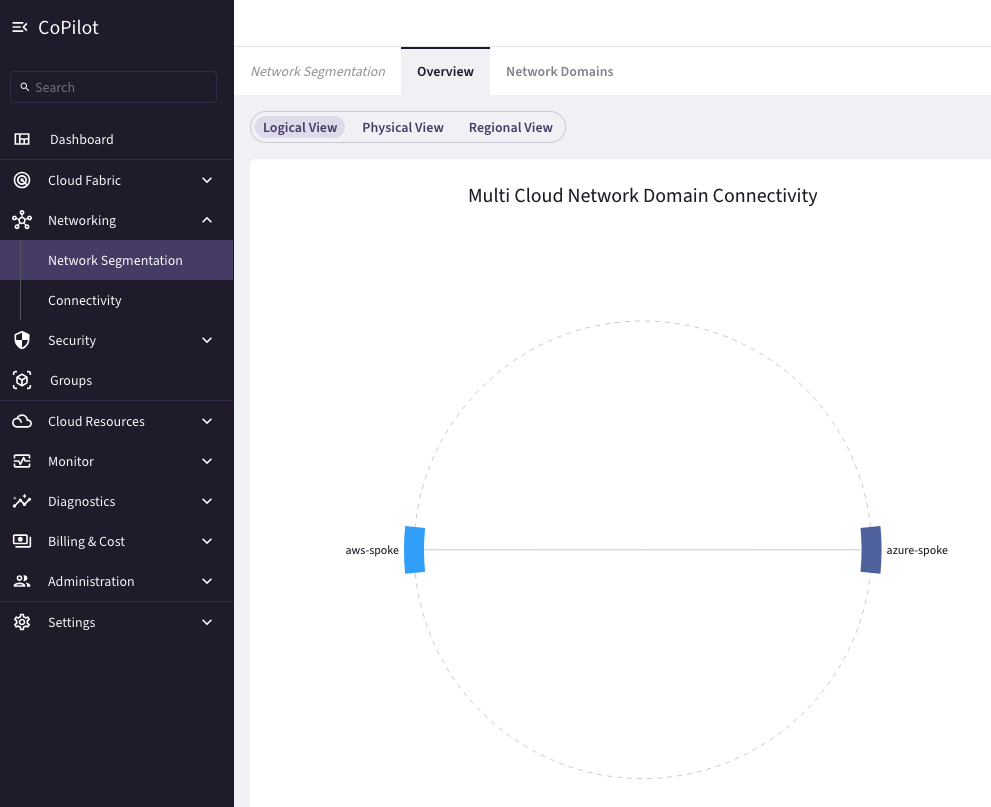 CoPilot
Search
Dashboard
Cloud Fabric
Networking
Network Segmentation
Connectivity
Security
Groups
Cloud Resources
Monitor
Diagnostics
Billing & Cost
Administration
Settings
Network Segmentation
Overview
Network Domains
Logical View
Physical View
Regional View
Multi Cloud Network Domain Connectivity
aws-spoke
azure-spoke